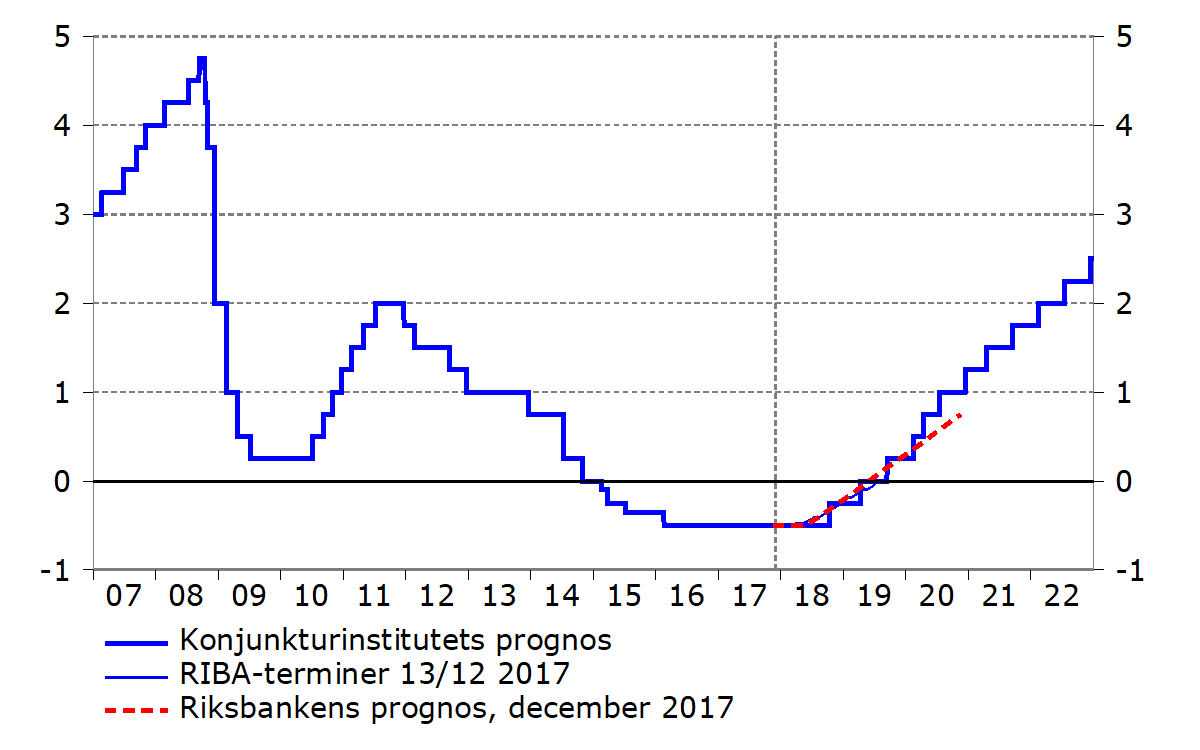 5 5
4 4
3 3
2 2
1 1
0 0
-1 -1
07 08 09 10 11 12 13 14 15 16 17 18 19 20 21 22
Konjunkturinstitutets prognos
RIBA-terminer 13/12 2017
Riksbankens prognos, december 2017